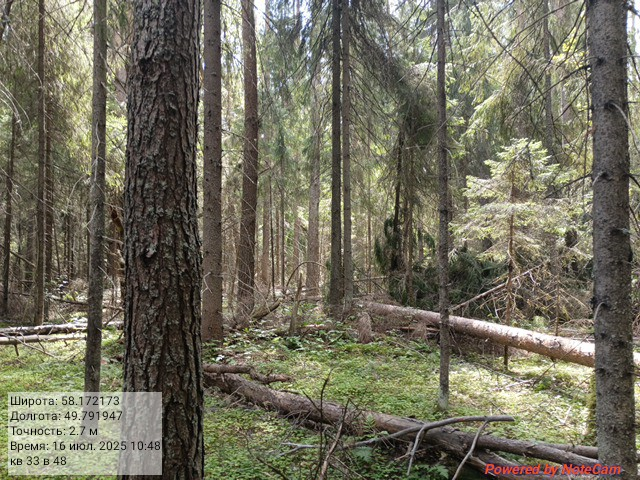 Широта: 58.172173
Долгота: 49.791947
Точность: 2.7 м
Время: 16 июл. 2025 10:48
кв 33 в 48
Powered by NoteCam